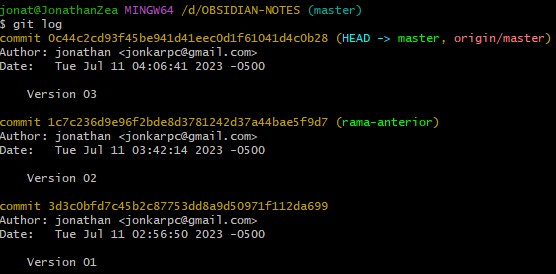 jonat@JonathanZea MINGW64 /d/OBSIDIAN-NOTES (master)
$ git log
commit 0c44c2cd93f45be941d41eec0d1f61041d4c0b28 (HEAD -> master, origin/master)
Author: jonathan <jonkarpc@gmail.com>
Date:   Tue Jul 11 04:06:41 2023 -0500
    Version 03
commit 1c7c236d9e96f2bde8d3781242d37a44bae5f9d7 (rama-anterior)
Author: jonathan <jonkarpc@gmail.com>
Date:   Tue Jul 11 03:42:14 2023 -0500
    Version 02
commit 3d3c0bfd7c45b2c87753dd8a9d50971f112da699
Author: jonathan <jonkarpc@gmail.com>
Date:   Tue Jul 11 02:56:50 2023 -0500
    Version 01